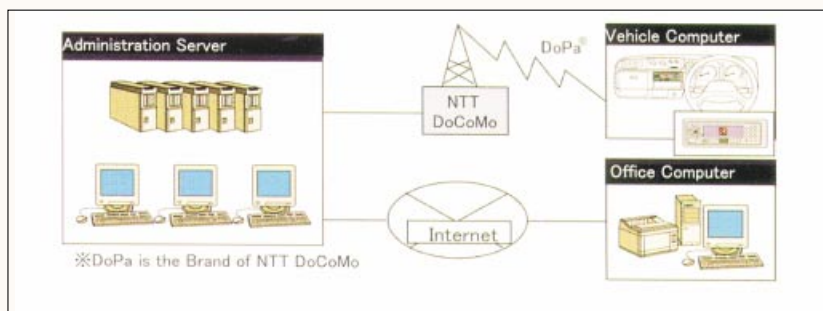 Administration Server
DoPa®
Vehicle Computer
NTT
DoCoMo
Office Computer
Internet
※DoPa is the Brand of NTT DoCoMo